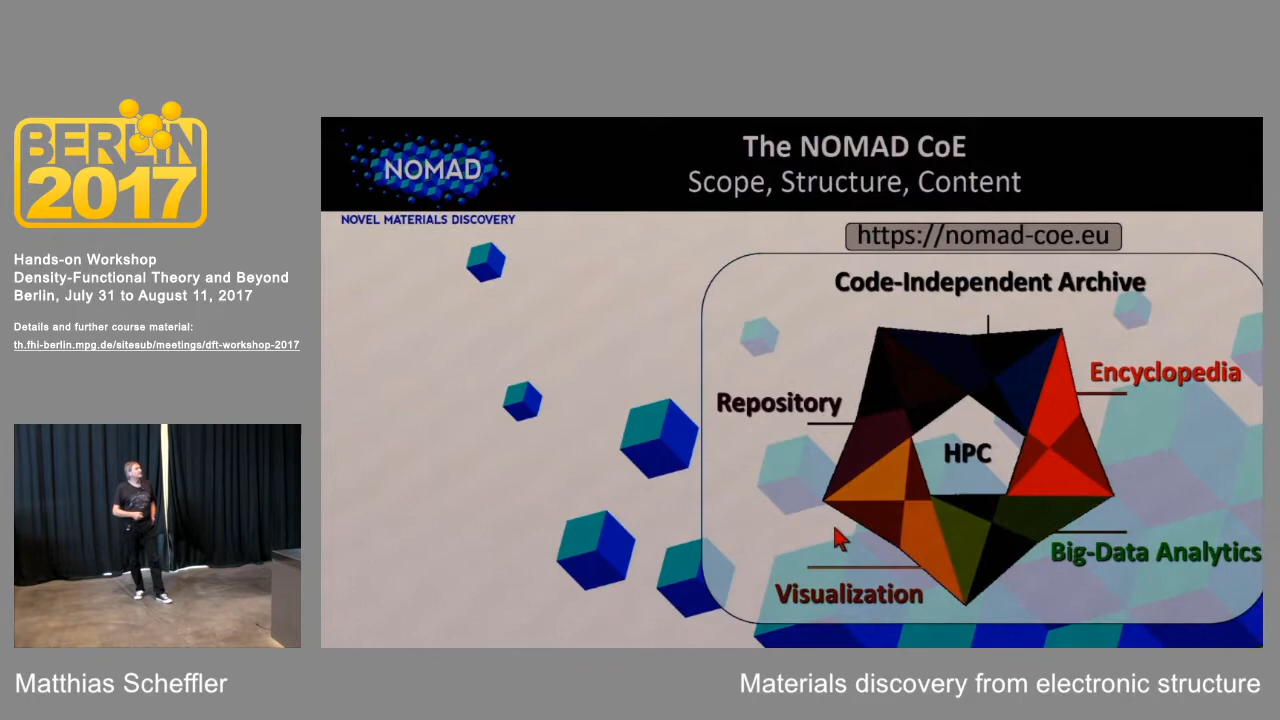 BERLIN
2017
Hands-on Workshop
Density-Functional Theory and Beyond
Berlin, July 31 to August 11, 2017
Details and further course material:
th.fhi-berlin.mpg.de/sitesub/meetings/dft-workshop-2017
NOMAD
NOVEL MATERIALS DISCOVERY
The NOMAD CoE
Scope, Structure, Content
https://nomad-coe.eu
Code-Independent Archive
Encyclopedia
Repository
HPC
Big-Data Analytics
Visualization
Matthias Scheffler
Materials discovery from electronic structure